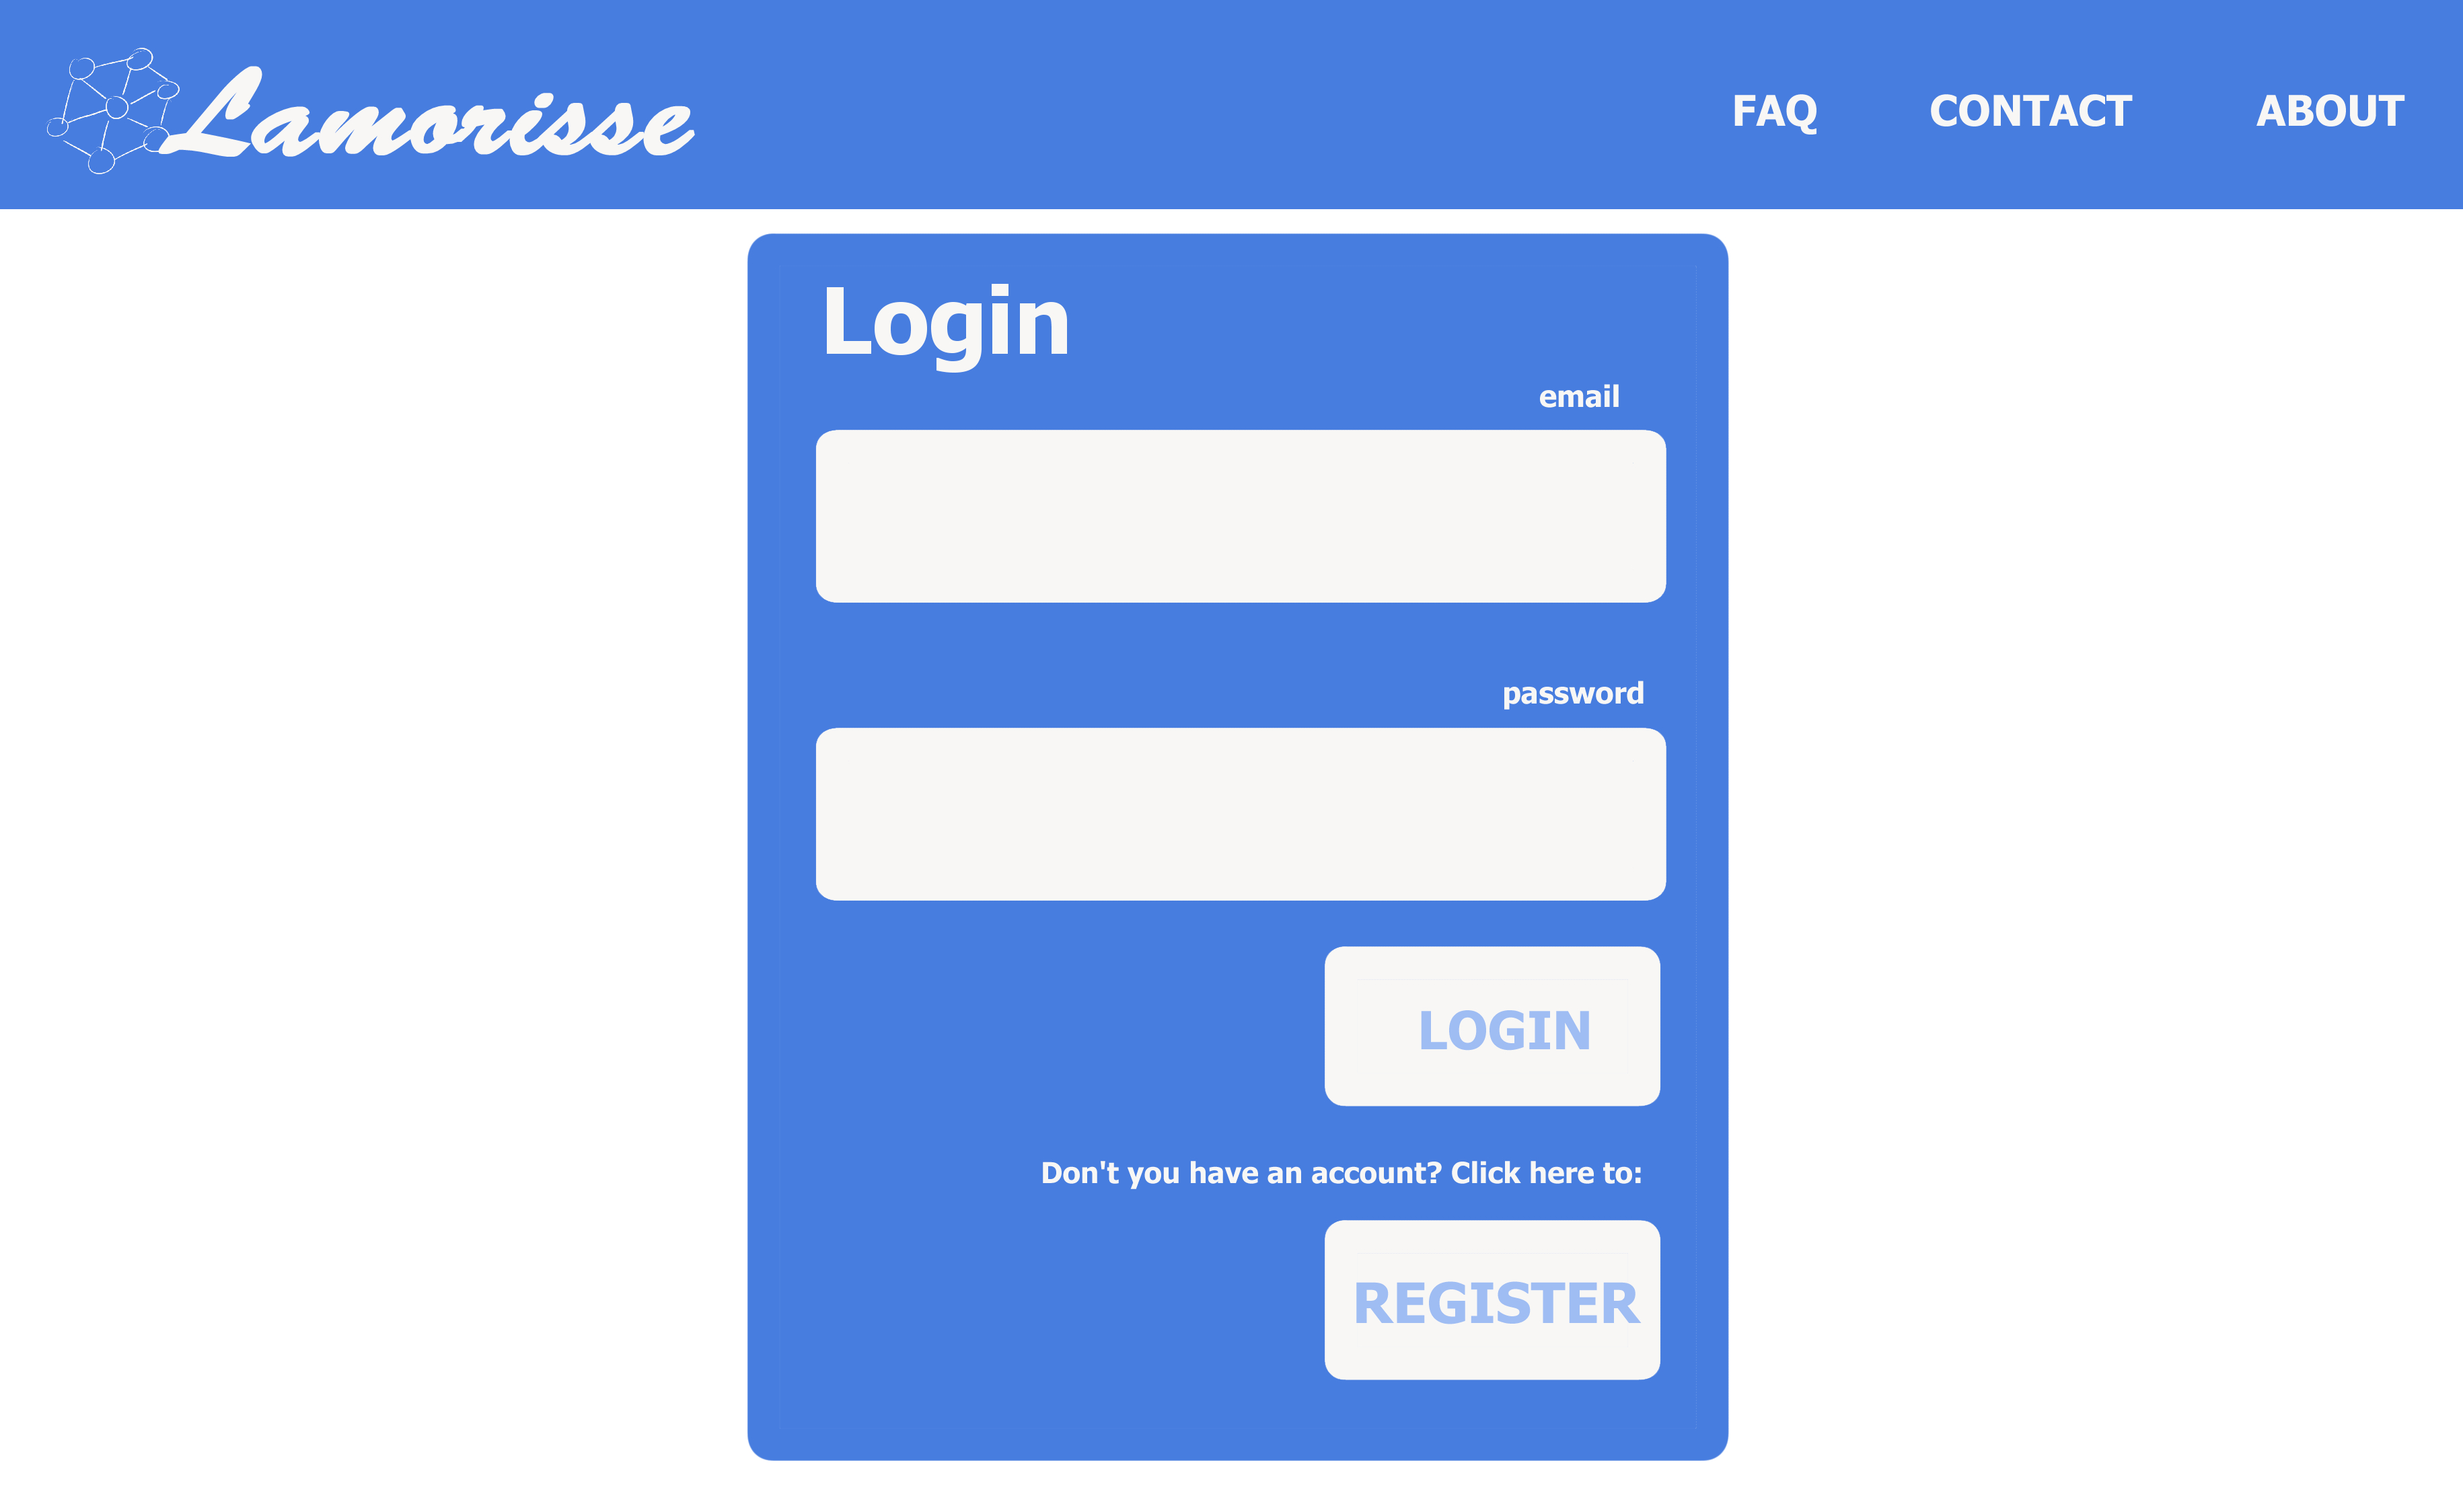 Lamorisse
FAQ CONTACT ABOUT
Login
email
password
LOGIN
Don't you have an account? Click here to:
REGISTER